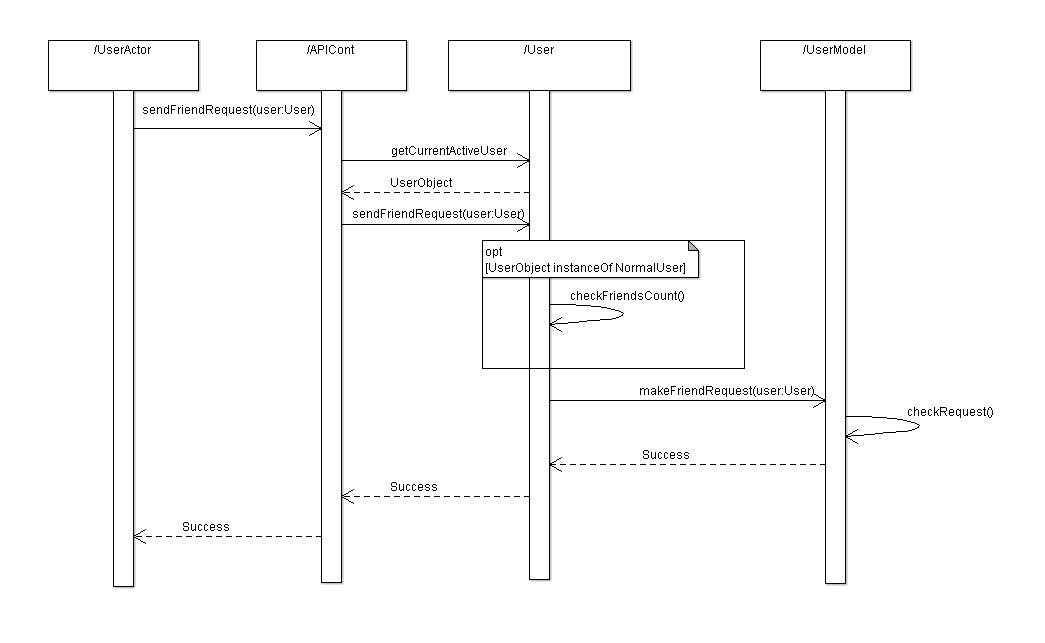 /UserActor
/APICont
/User
/UserModel
sendFriendRequest(user:User)
getCurrentActiveUser
UserObject
sendFriendRequest(user:User)
opt
[UserObject instanceOf NormalUser]
checkFriendsCount()
makeFriendRequest(user:User)
checkRequest()
Success
Success
Success